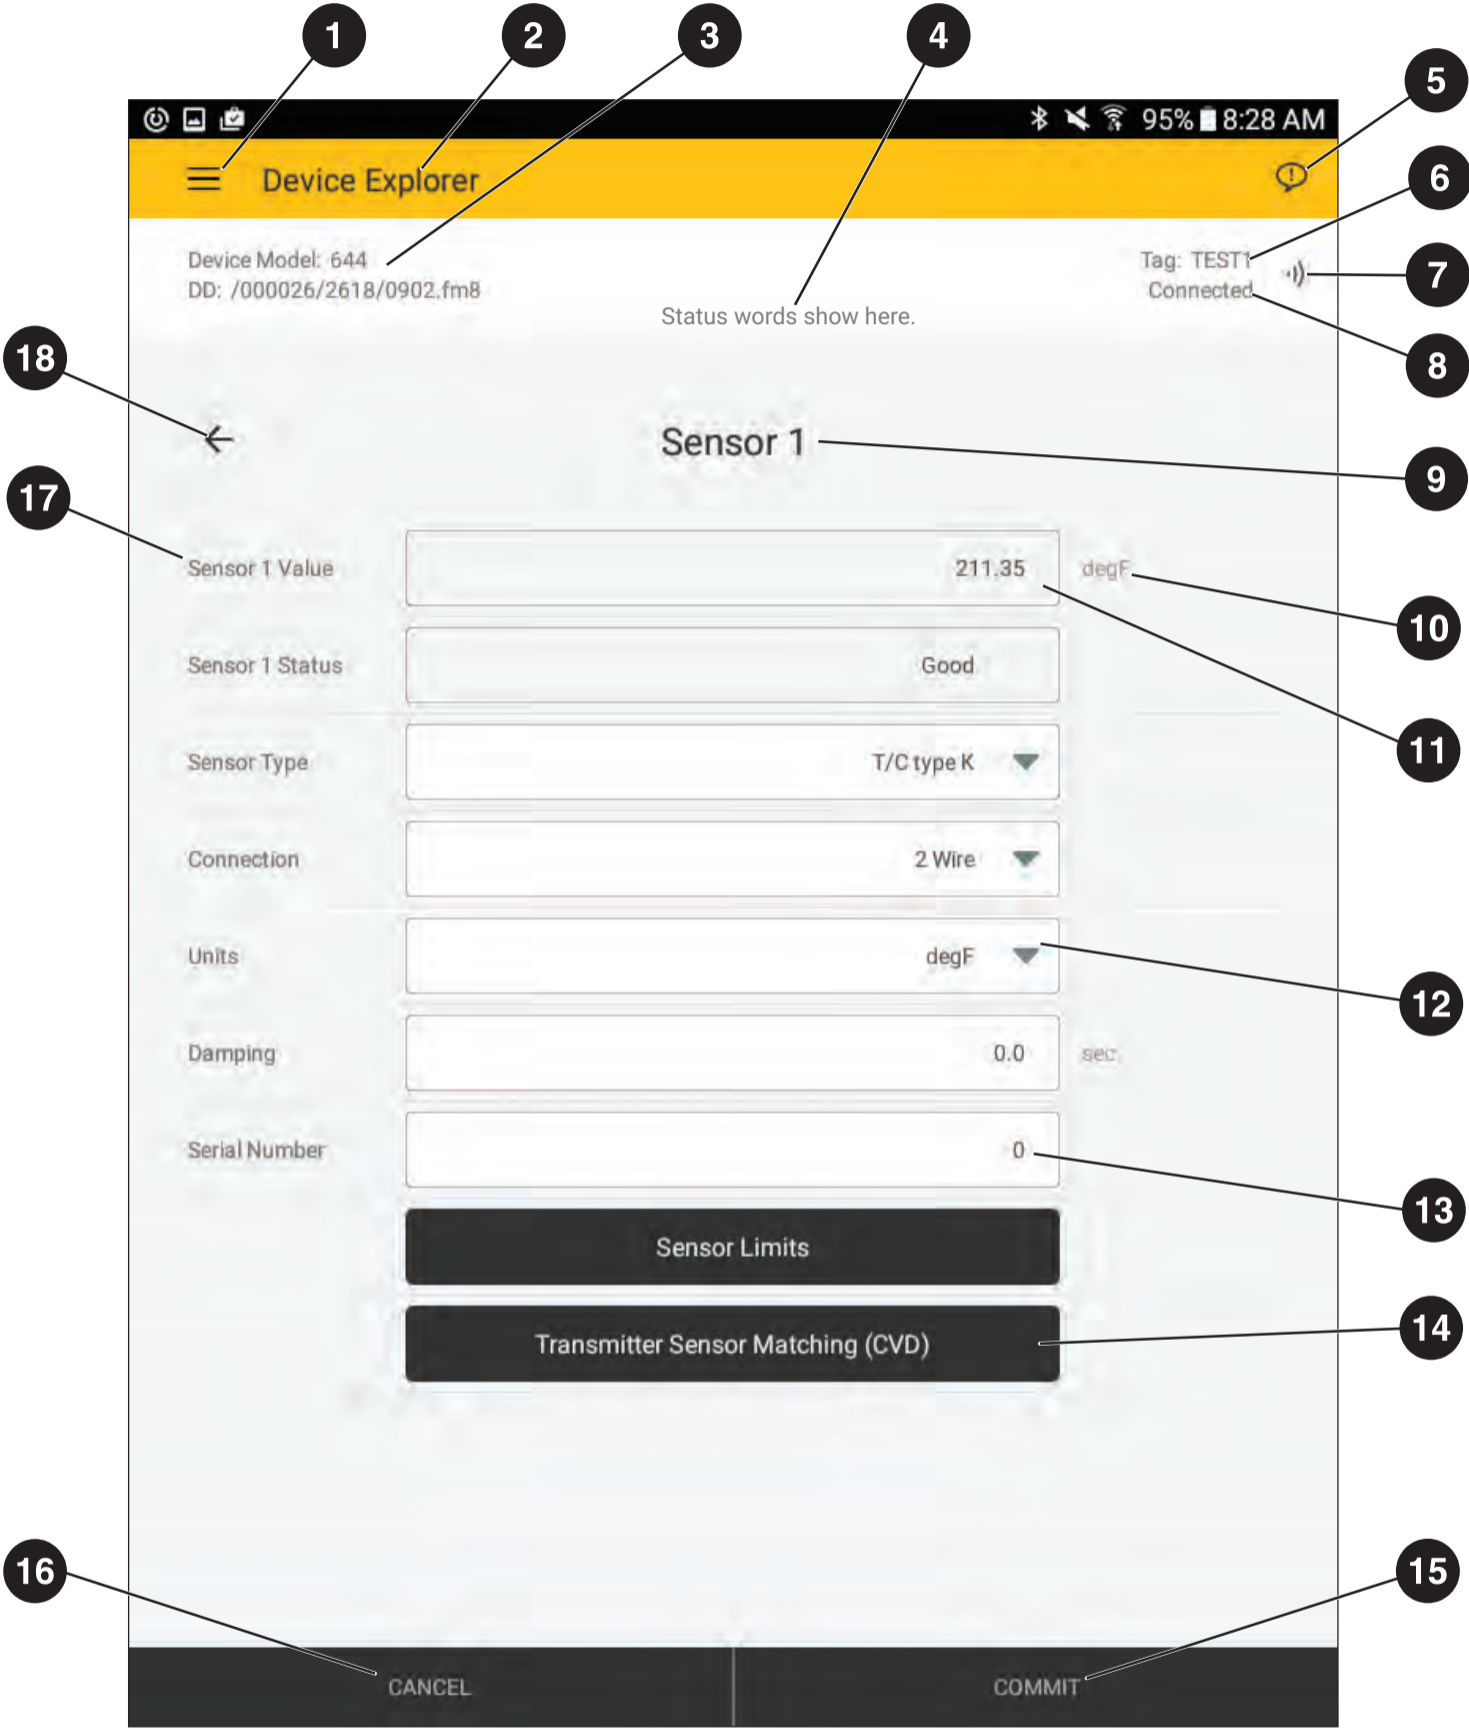 1 2 3 4
5
95% 8:28 AM
Device Explorer
6
Device Model: 644
Tag: TEST1
7
DD: /000026/2618/0902.fm8
Connected
Status words show here.
18
8
Sensor 1
9
17
Sensor 1 Value 211.35 degF
10
Sensor 1 Status Good
11
Sensor Type T/C type K
Connection 2 Wire
Units degF
12
Damping 0.0 sec
Serial Number 0
13
Sensor Limits
14
Transmitter Sensor Matching (CVD)
16
15
CANCEL COMMIT